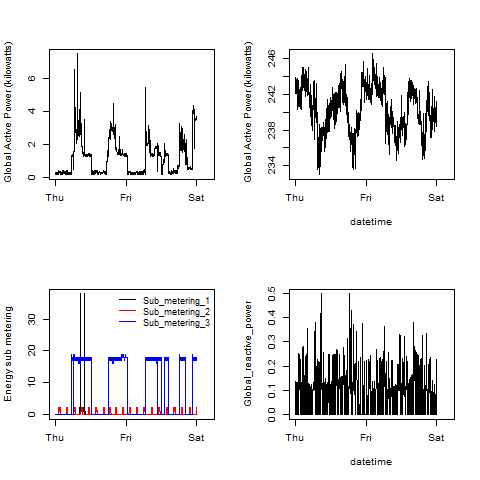 Global Active Power (kilowatts)
0 2 4 6
Thu Fri Sat
Global Active Power (kilowatts)
234 238 242 246
Thu Fri Sat
datetime
Energy sub metering
0 10 20 30
Sub_metering_1
Sub_metering_2
Sub_metering_3
Thu Fri Sat
Global_reactive_power
0.0 0.1 0.2 0.3 0.4 0.5
Thu Fri Sat
datetime